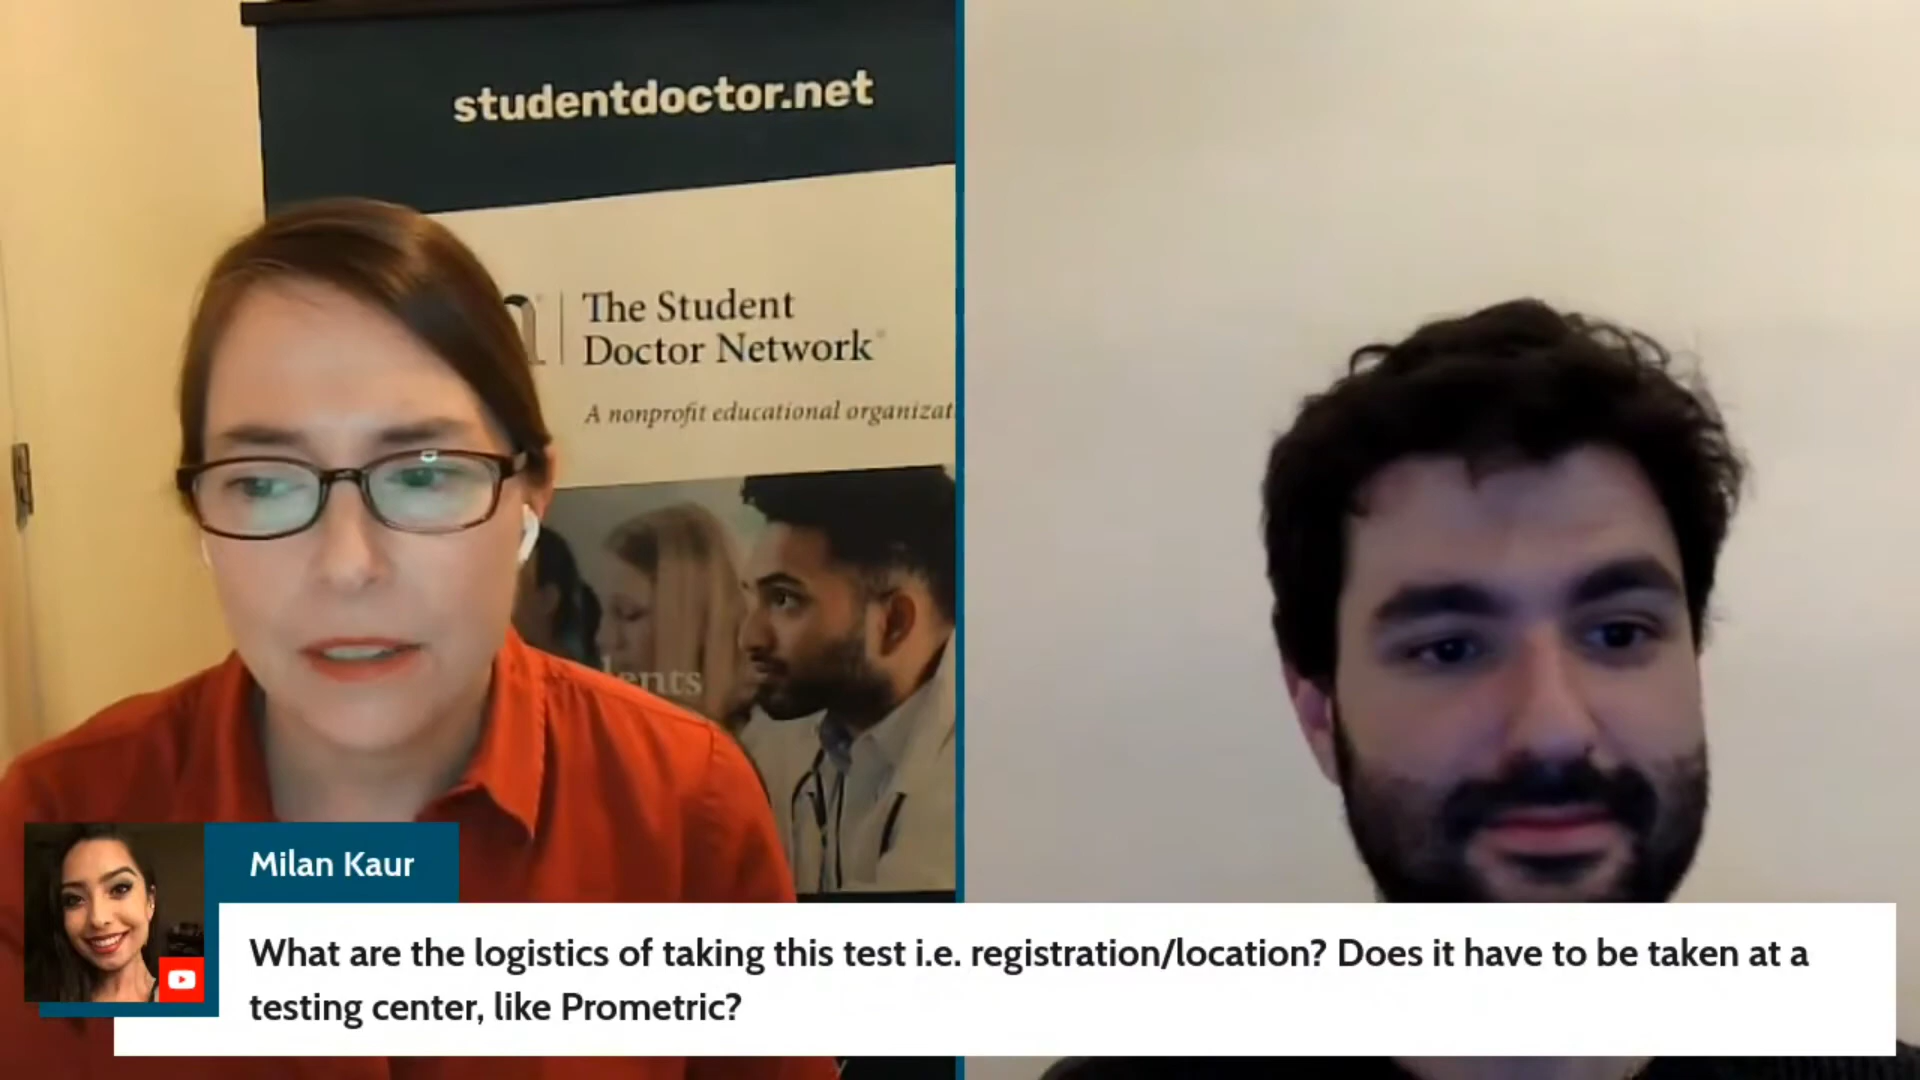 studentdoctor.net
The Student
Doctor Network
A nonprofit educational
ents
Milan Kaur
What are the logistics of taking this test i.e. registration/location? Does it have to be taken at a
testing center, like Prometric?